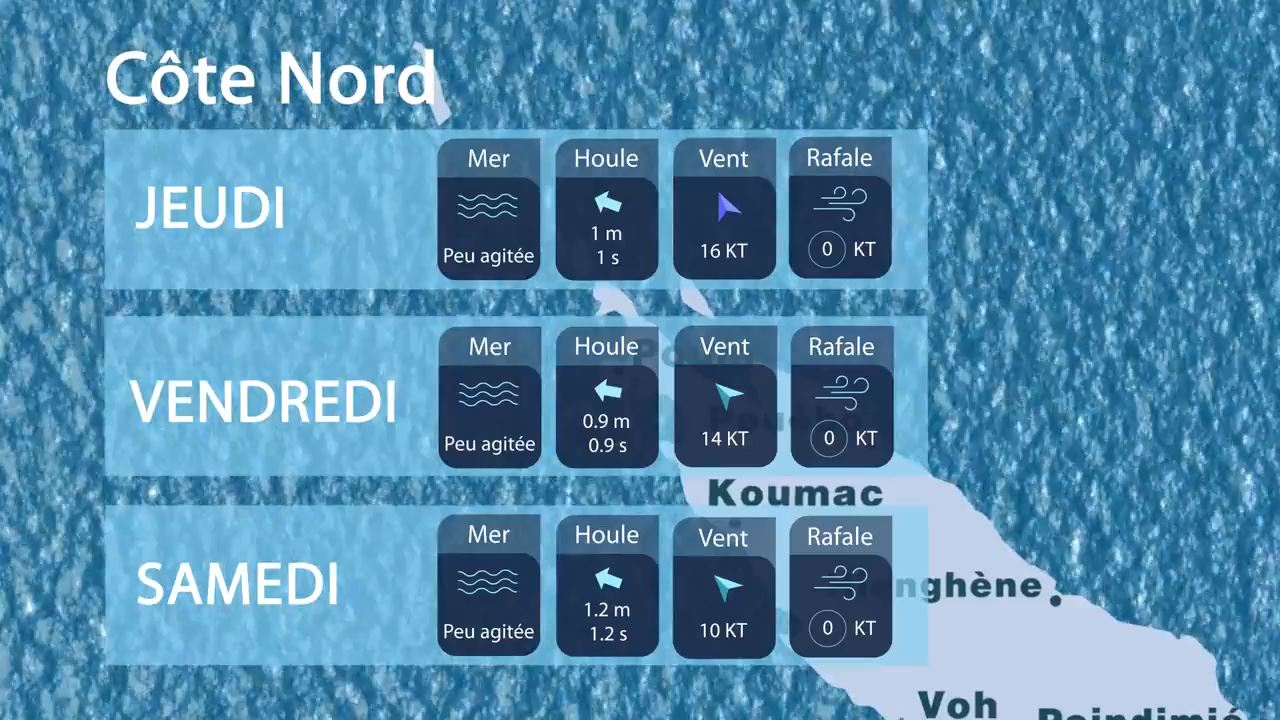 Côte Nord
JEUDI
Mer
Peu agitée
Houle
1 m
1 s
Vent
16 KT
Rafale
0 KT
VENDREDI
Mer
Peu agitée
Houle
0.9 m
0.9 s
Vent
14 KT
Rafale
0 KT
Koumac
SAMEDI
Mer
Peu agitée
Houle
1.2 m
1.2 s
Vent
10 KT
Rafale
0 KT
Voh